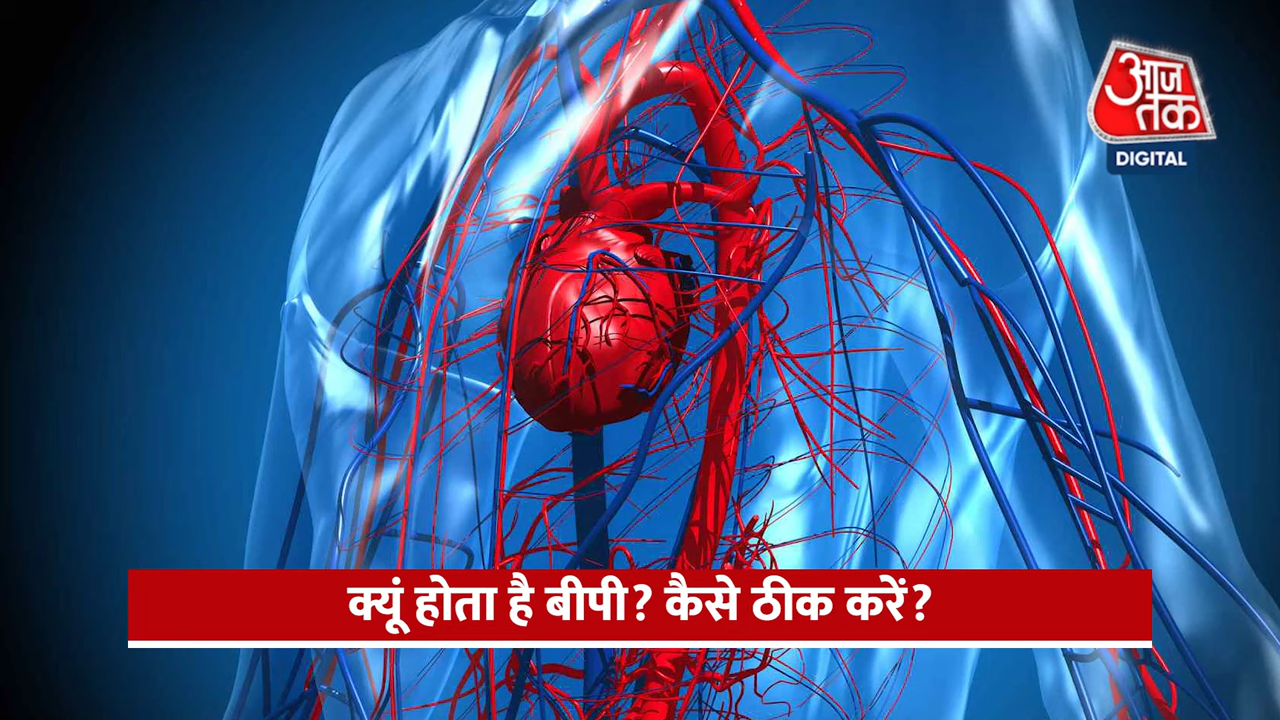 आज
तक
DIGITAL
क्यूं होता है बीपी? कैसे ठीक करें?